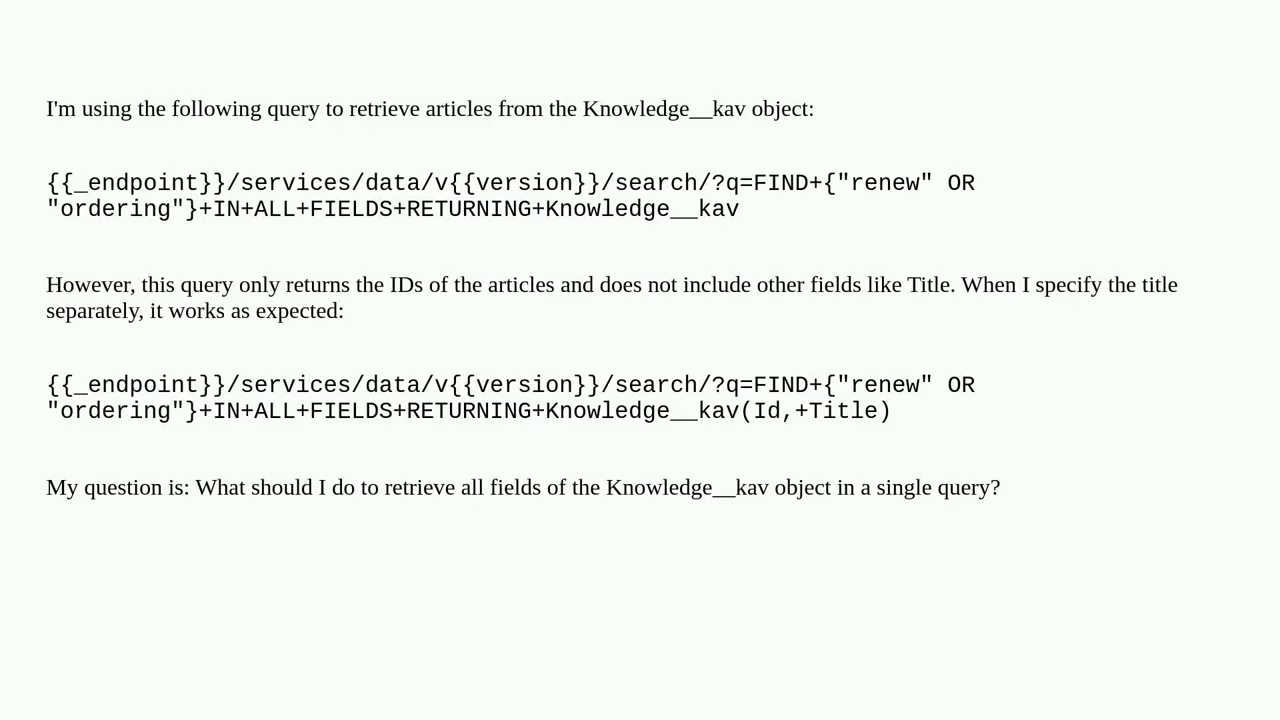 I'm using the following query to retrieve articles from the Knowledge__kav object:
{{_endpoint}}/services/data/v{{version}}/search/?q=FIND+{"renew" OR
"ordering"}+IN+ALL+FIELDS+RETURNING+Knowledge__kav
However, this query only returns the IDs of the articles and does not include other fields like Title. When I specify the title
separately, it works as expected:
{{_endpoint}}/services/data/v{{version}}/search/?q=FIND+{"renew" OR
"ordering"}+IN+ALL+FIELDS+RETURNING+Knowledge__kav(Id,+Title)
My question is: What should I do to retrieve all fields of the Knowledge__kav object in a single query?